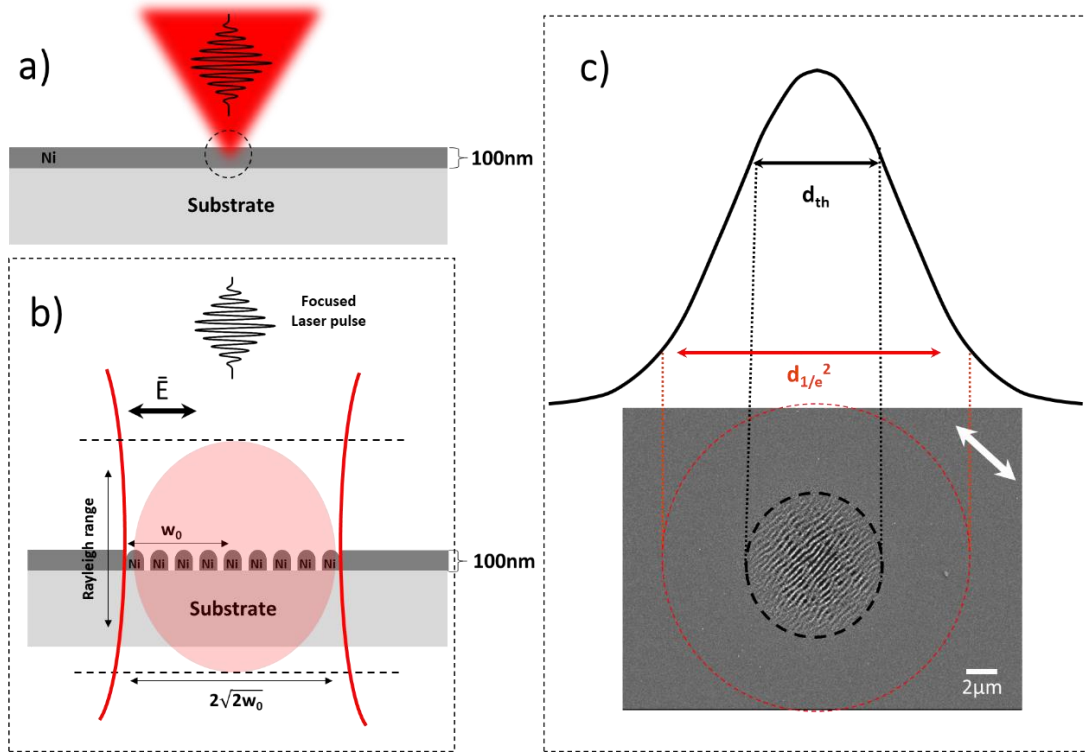 a)
Ni
100nm
Substrate
b)
Focused
Laser pulse
Ē
Rayleigh range
w₀
Ni Ni Ni Ni Ni Ni Ni Ni Ni
100nm
Substrate
2√2w₀
c)
dth
d1/e²
2μm